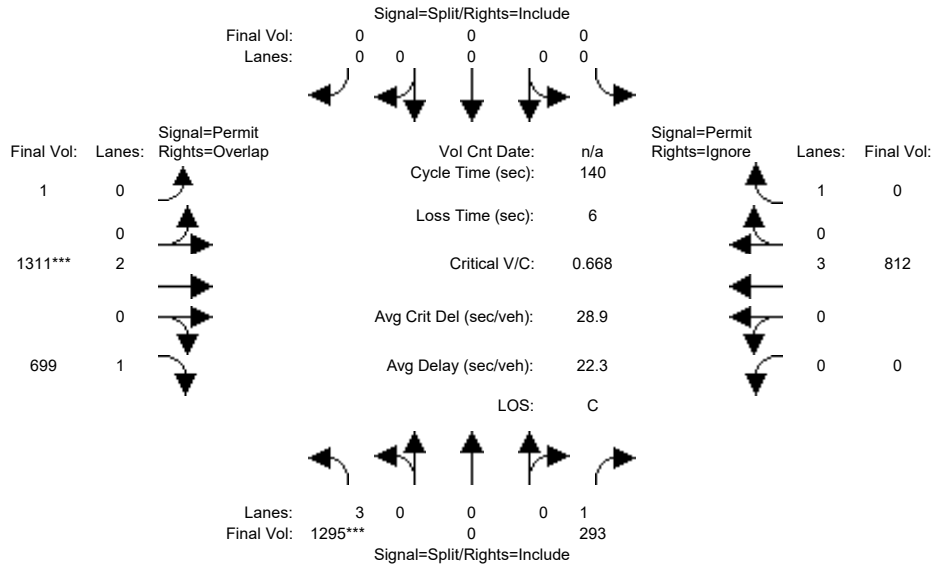 Signal=Split/Rights=Include
Final Vol: 0 0 0
Lanes: 0 0 0 0 0
Signal=Permit Signal=Permit
Final Vol: Lanes: Rights=Overlap Vol Cnt Date: n/a Rights=Ignore Lanes: Final Vol:
Cycle Time (sec): 140
1 0 1 0
Loss Time (sec): 6
0 0
1311*** 2 Critical V/C: 0.668 3 812
0 Avg Crit Del (sec/veh): 28.9 0
699 1 Avg Delay (sec/veh): 22.3 0 0
LOS: C
Lanes: 3 0 0 0 1
Final Vol: 1295*** 0 293
Signal=Split/Rights=Include